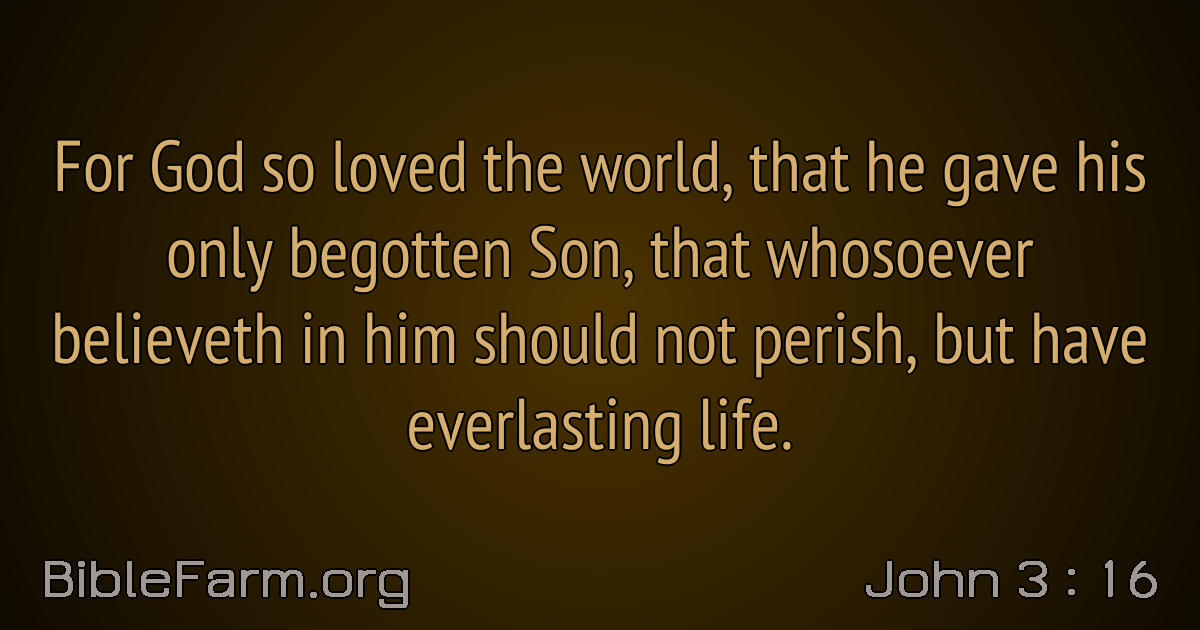 For God so loved the world, that he gave his
only begotten Son, that whosoever
believeth in him should not perish, but have
everlasting life.
BibleFarm.org
John 3 : 16